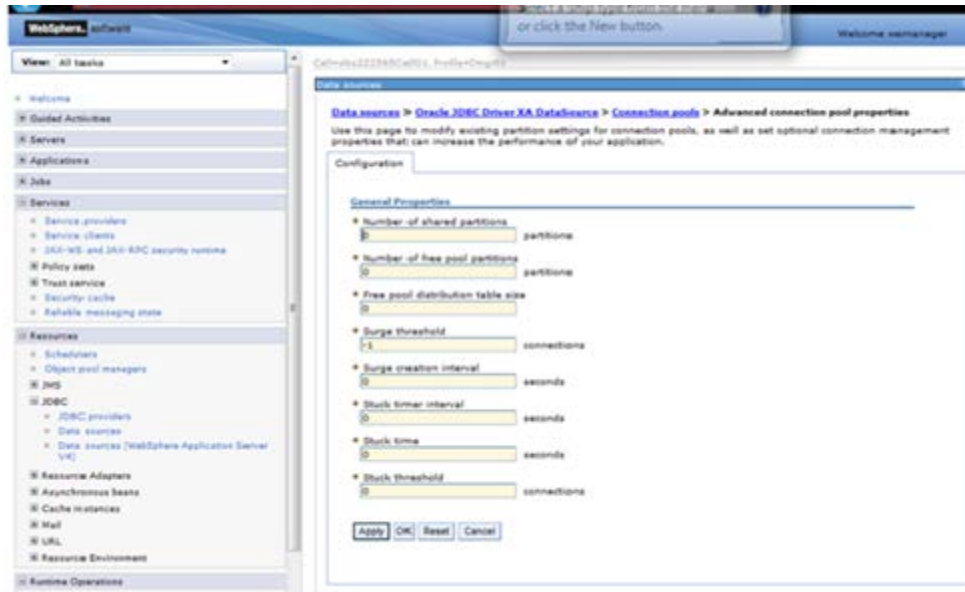 or click the New button.
WebSphere. software
Welcome wsmanager
View: All tasks
Welcome
Guided Activities
Servers
Applications
Jobs
Services
Service providers
Service clients
JAX-WS and JAX-RPC security runtime
Policy sets
Trust service
Security cache
Reliable messaging state
Resources
Schedulers
Object pool managers
JMS
JDBC
JDBC providers
Data sources
Data sources (WebSphere Application Server
V4)
Resource Adapters
Asynchronous beans
Cache instances
Mail
URL
Resource Environment
Runtime Operations
Data sources
Data sources > Oracle JDBC Driver XA DataSource > Connection pools > Advanced connection pool properties
Use this page to modify existing partition settings for connection pools, as well as set optional connection management
properties that can increase the performance of your application.
Configuration
General Properties
* Number of shared partitions
0 partitions
* Number of free pool partitions
0 partitions
* Free pool distribution table size
0
* Surge threshold
-1 connections
* Surge creation interval
0 seconds
* Stuck timer interval
0 seconds
* Stuck time
0 seconds
* Stuck threshold
0 connections
Apply OK Reset Cancel